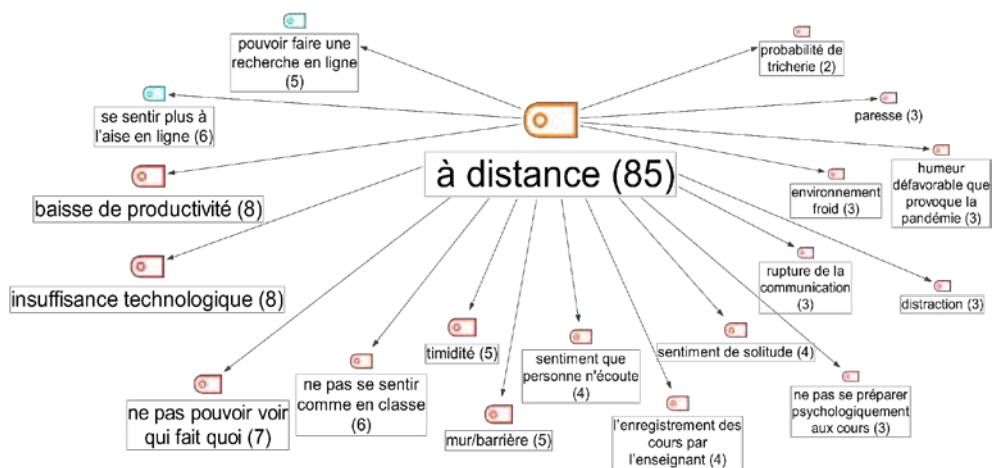 pouvoir faire une
recherche en ligne
(5)
probabilité de
tricherie (2)
se sentir plus à
l'aise en ligne (6)
paresse (3)
à distance (85)
baisse de productivité (8)
environnement
froid (3)
humeur
défavorable que
provoque la
pandémie (3)
insuffisance technologique (8)
rupture de la
communication
(3)
distraction (3)
timidité (5)
sentiment que
personne n'écoute
(4)
sentiment de solitude (4)
ne pas pouvoir voir
qui fait quoi (7)
ne pas se sentir
comme en classe
(6)
mur/barrière (5)
l'enregistrement des
cours par
l'enseignant (4)
ne pas se préparer
psychologiquement
aux cours (3)